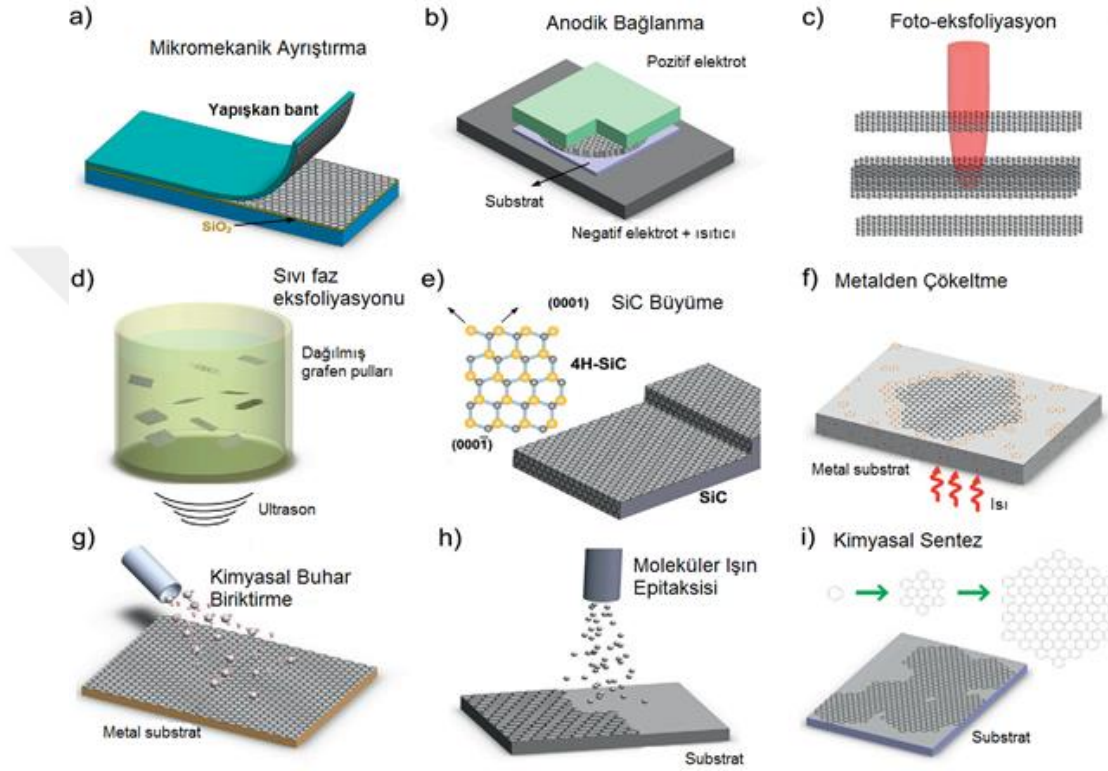 a)
Mikromekanik Ayrıştırma
Yapışkan bant
SiO₂
b)
Anodik Bağlanma
Pozitif elektrot
Substrat
Negatif elektrot + ısıtıcı
c)
Foto-eksfoliyasyon
d)
Sıvı faz
eksfoliyasyonu
Dağılmış
grafen pulları
Ultrason
e)
SiC Büyüme
(0001)
4H-SiC
(0001̄)
SiC
f)
Metalden Çökeltme
Metal substrat
Isı
g)
Kimyasal Buhar
Biriktirme
Metal substrat
h)
Moleküler Işın
Epitaksisi
Substrat
i)
Kimyasal Sentez
Substrat